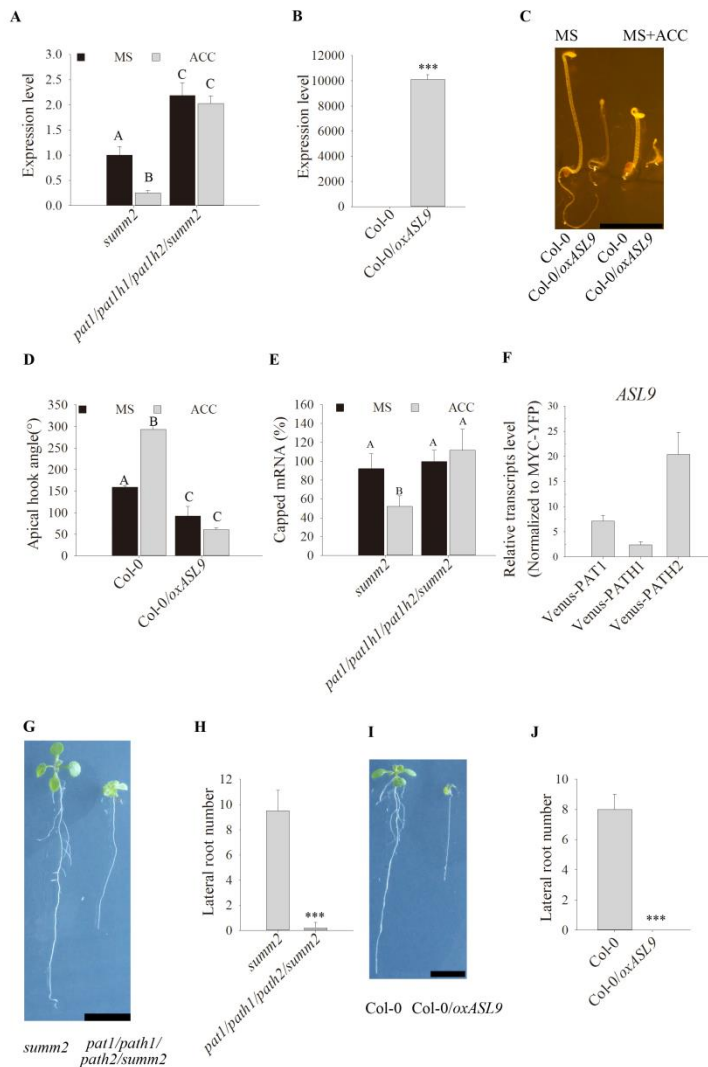 A
MS ACC
Expression level
3.0
2.5
2.0
1.5
1.0
0.5
0.0
A
B
C
C
summ2
pat1/pat1h1/pat1h2/summ2
B
Expression level
12000
10000
8000
6000
4000
2000
0
***
Col-0
Col-0/oxASL9
C
MS MS+ACC
Col-0
Col-0/oxASL9
Col-0
Col-0/oxASL9
D
MS ACC
Apical hook angle(°)
350
300
250
200
150
100
50
0
A
B
C
C
Col-0
Col-0/oxASL9
E
MS ACC
Capped mRNA (%)
160
140
120
100
80
60
40
20
0
A
B
A
A
summ2
pat1/pat1h1/pat1h2/summ2
F
ASL9
Relative transcripts level
(Normalized to MYC-YFP)
30
25
20
15
10
5
0
Venus-PAT1
Venus-PATH1
Venus-PATH2
G
summ2
pat1/path1/
path2/summ2
H
Lateral root number
12
10
8
6
4
2
0
***
summ2
pat1/path1/path2/summ2
I
Col-0 Col-0/oxASL9
J
Lateral root number
10
8
6
4
2
0
***
Col-0
Col-0/oxASL9